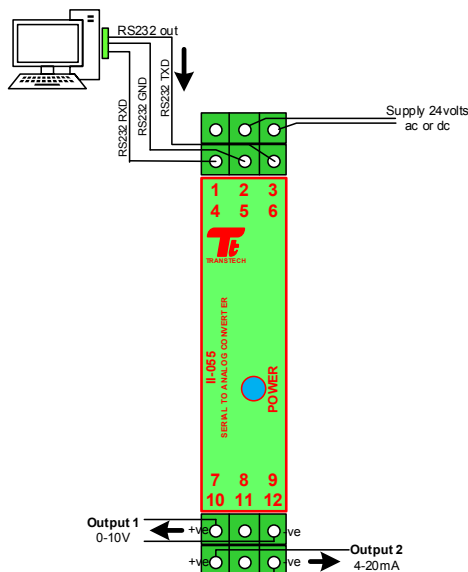 RS232 out
RS232 RXD
RS232 GND
RS232 TXD
Supply 24volts
ac or dc
1 2 3
4 5 6
Tt
TRANSTECH
II-055
SERIAL TO ANALOG CONVERTER
POWER
7 8 9
10 11 12
Output 1
0-10V
+ve
-ve
+ve
-ve
Output 2
4-20mA